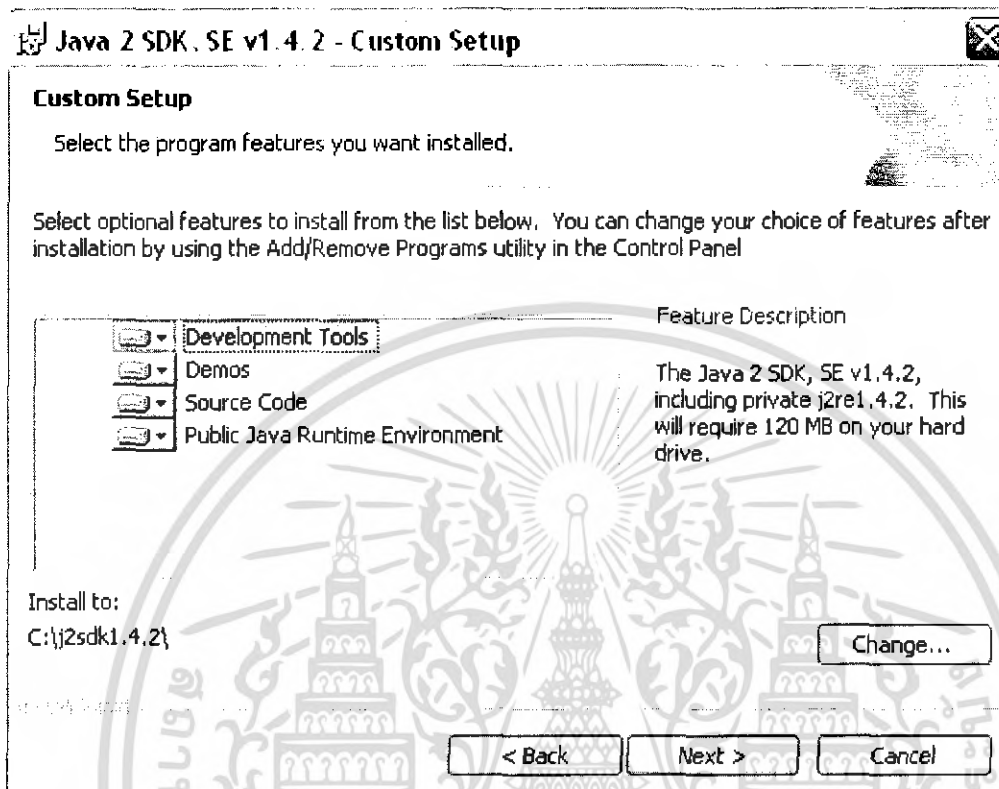 Java 2 SDK, SE v1.4.2 - Custom Setup
Custom Setup
Select the program features you want installed.
Select optional features to install from the list below. You can change your choice of features after
installation by using the Add/Remove Programs utility in the Control Panel
Development Tools
Demos
Source Code
Public Java Runtime Environment
Feature Description
The Java 2 SDK, SE v1.4.2,
including private j2re1.4.2. This
will require 120 MB on your hard
drive.
Install to:
C:\j2sdk1.4.2\
Change...
< Back
Next >
Cancel